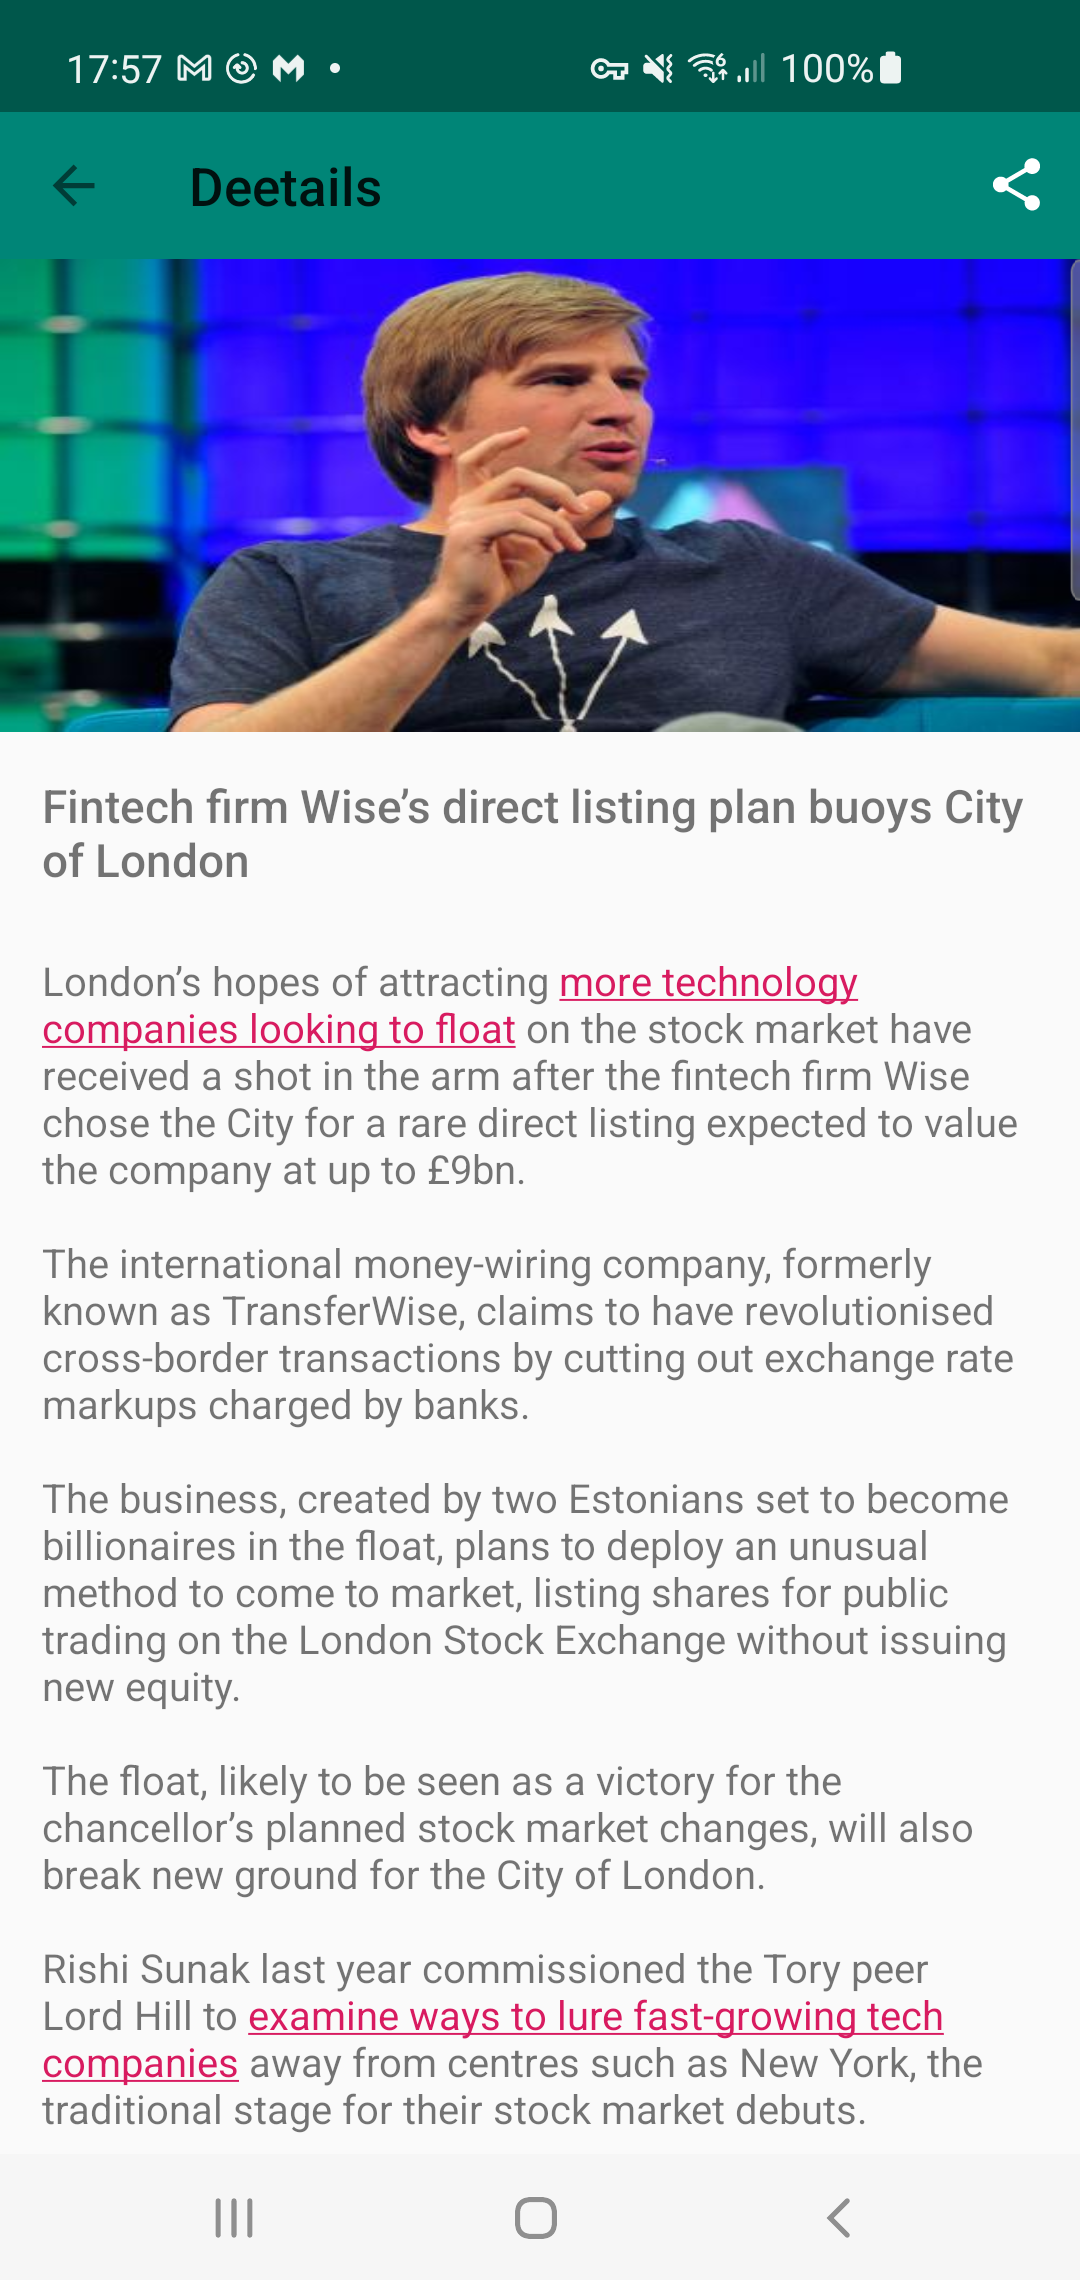 17:57 100%
Deetails
Fintech firm Wise’s direct listing plan buoys City
of London
London’s hopes of attracting more technology
companies looking to float on the stock market have
received a shot in the arm after the fintech firm Wise
chose the City for a rare direct listing expected to value
the company at up to £9bn.
The international money-wiring company, formerly
known as TransferWise, claims to have revolutionised
cross-border transactions by cutting out exchange rate
markups charged by banks.
The business, created by two Estonians set to become
billionaires in the float, plans to deploy an unusual
method to come to market, listing shares for public
trading on the London Stock Exchange without issuing
new equity.
The float, likely to be seen as a victory for the
chancellor’s planned stock market changes, will also
break new ground for the City of London.
Rishi Sunak last year commissioned the Tory peer
Lord Hill to examine ways to lure fast-growing tech
companies away from centres such as New York, the
traditional stage for their stock market debuts.